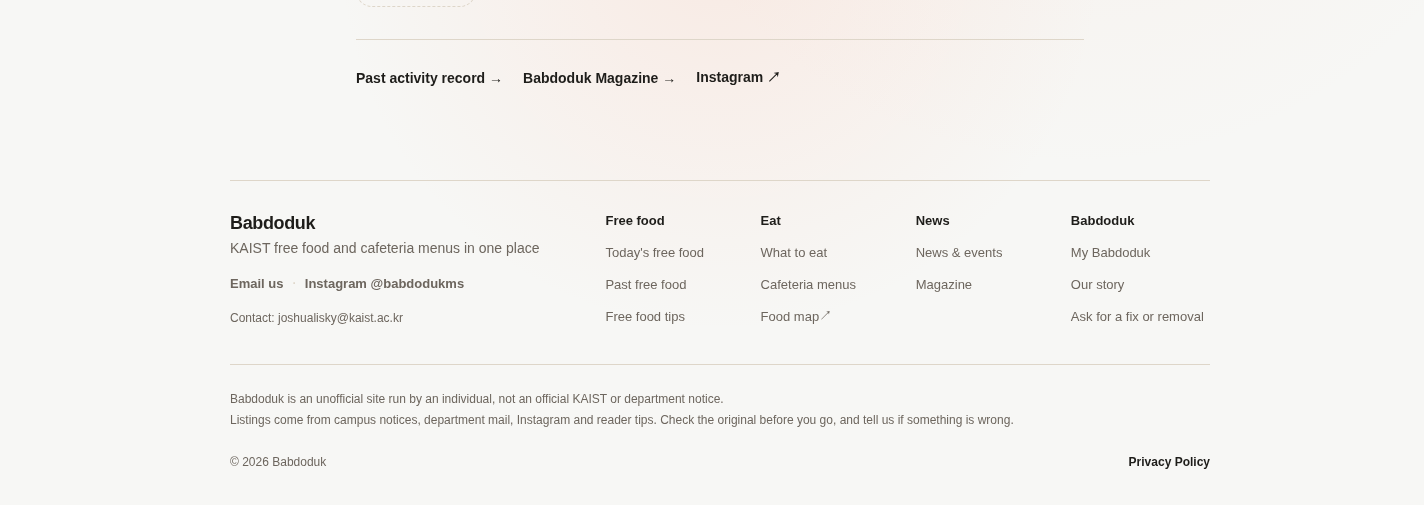 Past activity record → Babdoduk Magazine → Instagram ↗
Babdoduk
KAIST free food and cafeteria menus in one place
Email us · Instagram @babdodukms
Contact: joshualisky@kaist.ac.kr
Free food
Today's free food
Past free food
Free food tips
Eat
What to eat
Cafeteria menus
Food map↗
News
News & events
Magazine
Babdoduk
My Babdoduk
Our story
Ask for a fix or removal
Babdoduk is an unofficial site run by an individual, not an official KAIST or department notice.
Listings come from campus notices, department mail, Instagram and reader tips. Check the original before you go, and tell us if something is wrong.
© 2026 Babdoduk
Privacy Policy